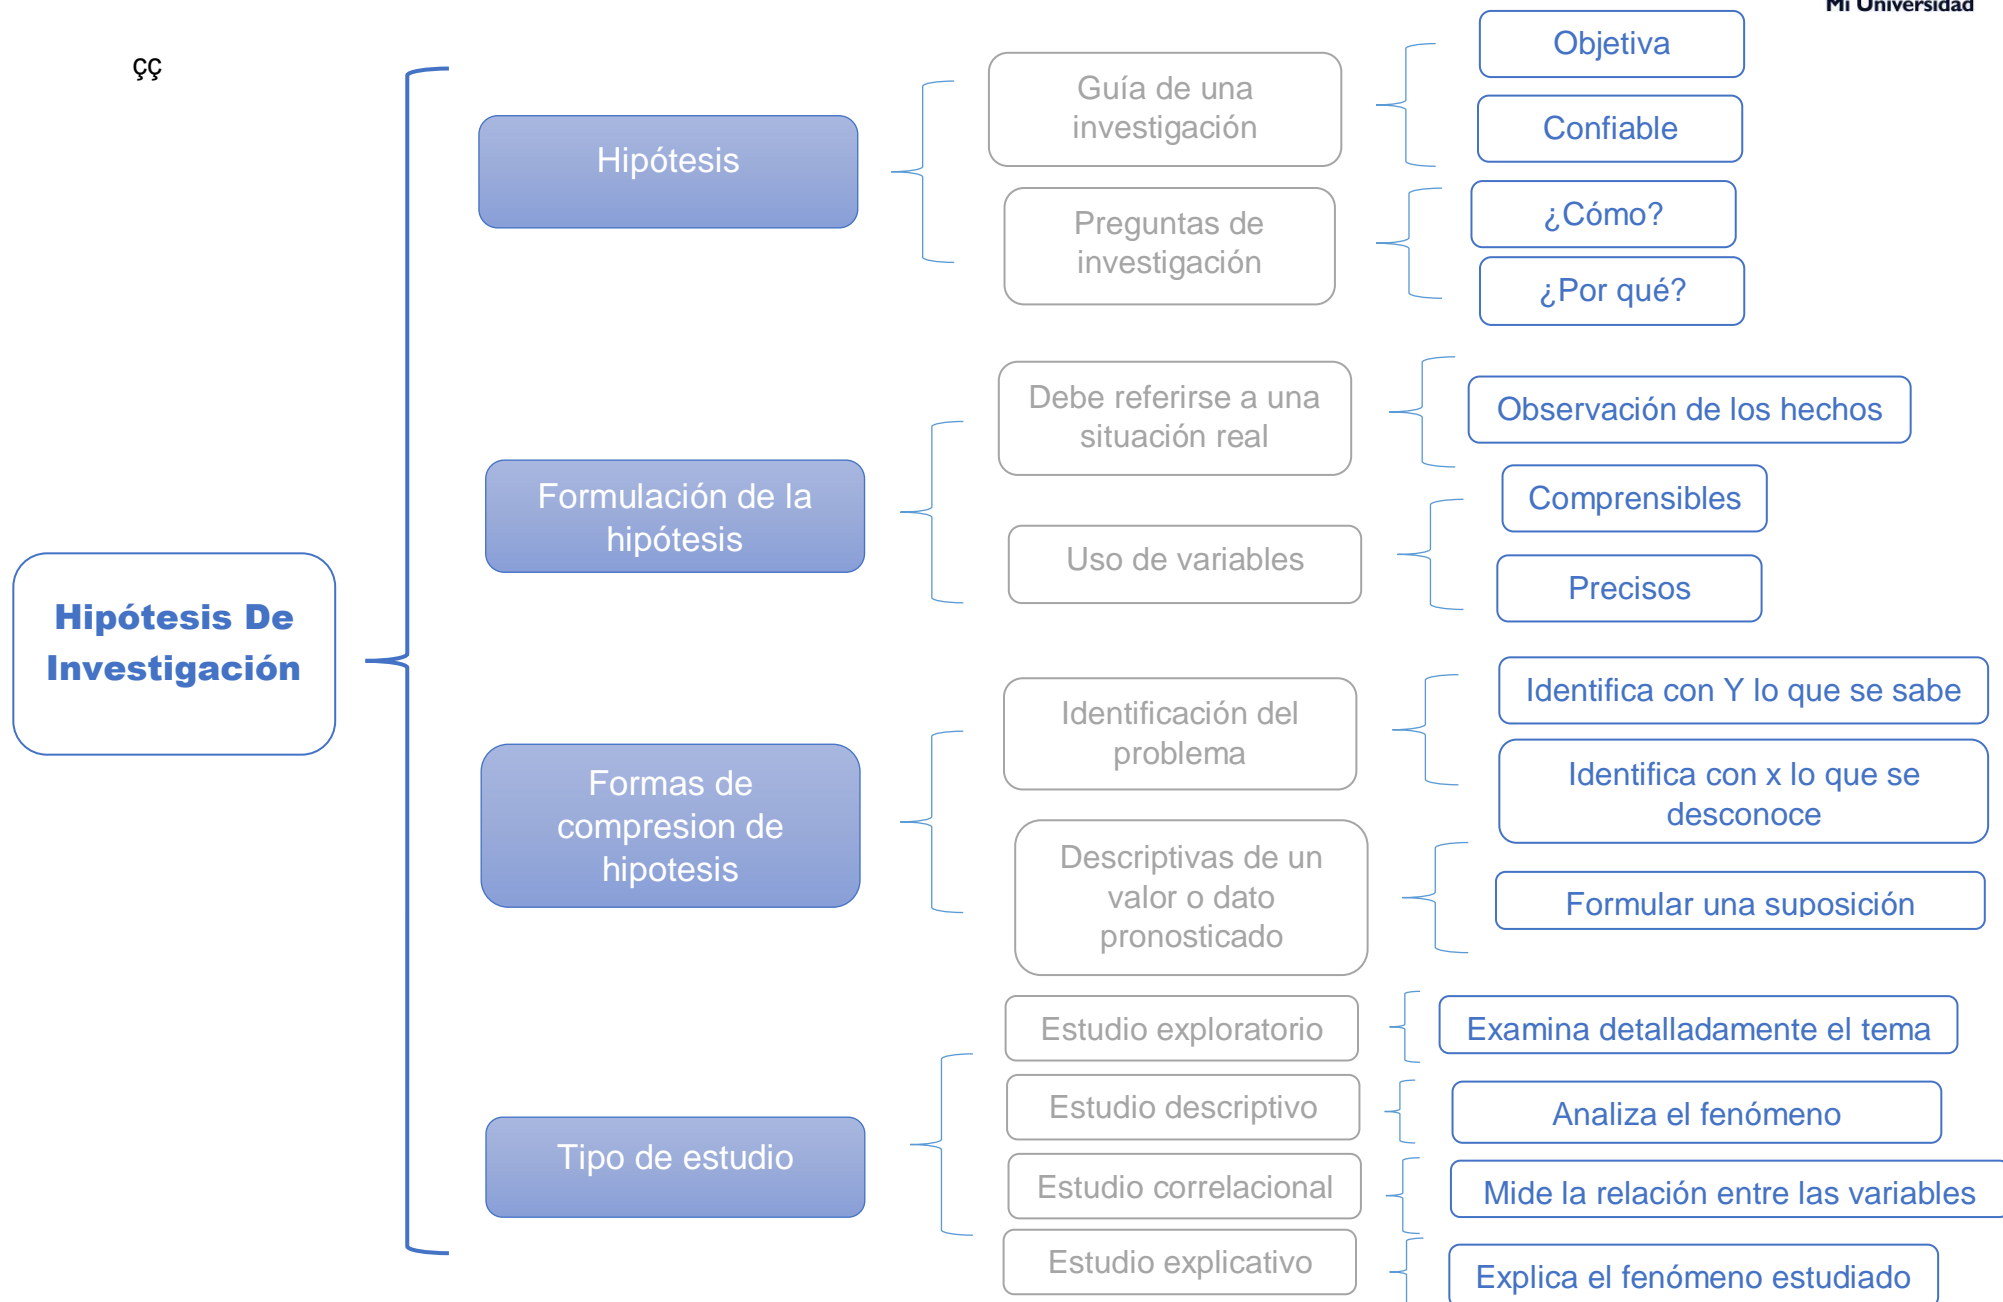 Mi Universidad
çç
Hipótesis De
Investigación
Hipótesis
Guía de una
investigación
Objetiva
Confiable
Preguntas de
investigación
¿Cómo?
¿Por qué?
Formulación de la
hipótesis
Debe referirse a una
situación real
Observación de los hechos
Uso de variables
Comprensibles
Precisos
Formas de
compresion de
hipotesis
Identificación del
problema
Identifica con Y lo que se sabe
Identifica con x lo que se
desconoce
Descriptivas de un
valor o dato
pronosticado
Formular una suposición
Tipo de estudio
Estudio exploratorio
Examina detalladamente el tema
Estudio descriptivo
Analiza el fenómeno
Estudio correlacional
Mide la relación entre las variables
Estudio explicativo
Explica el fenómeno estudiado